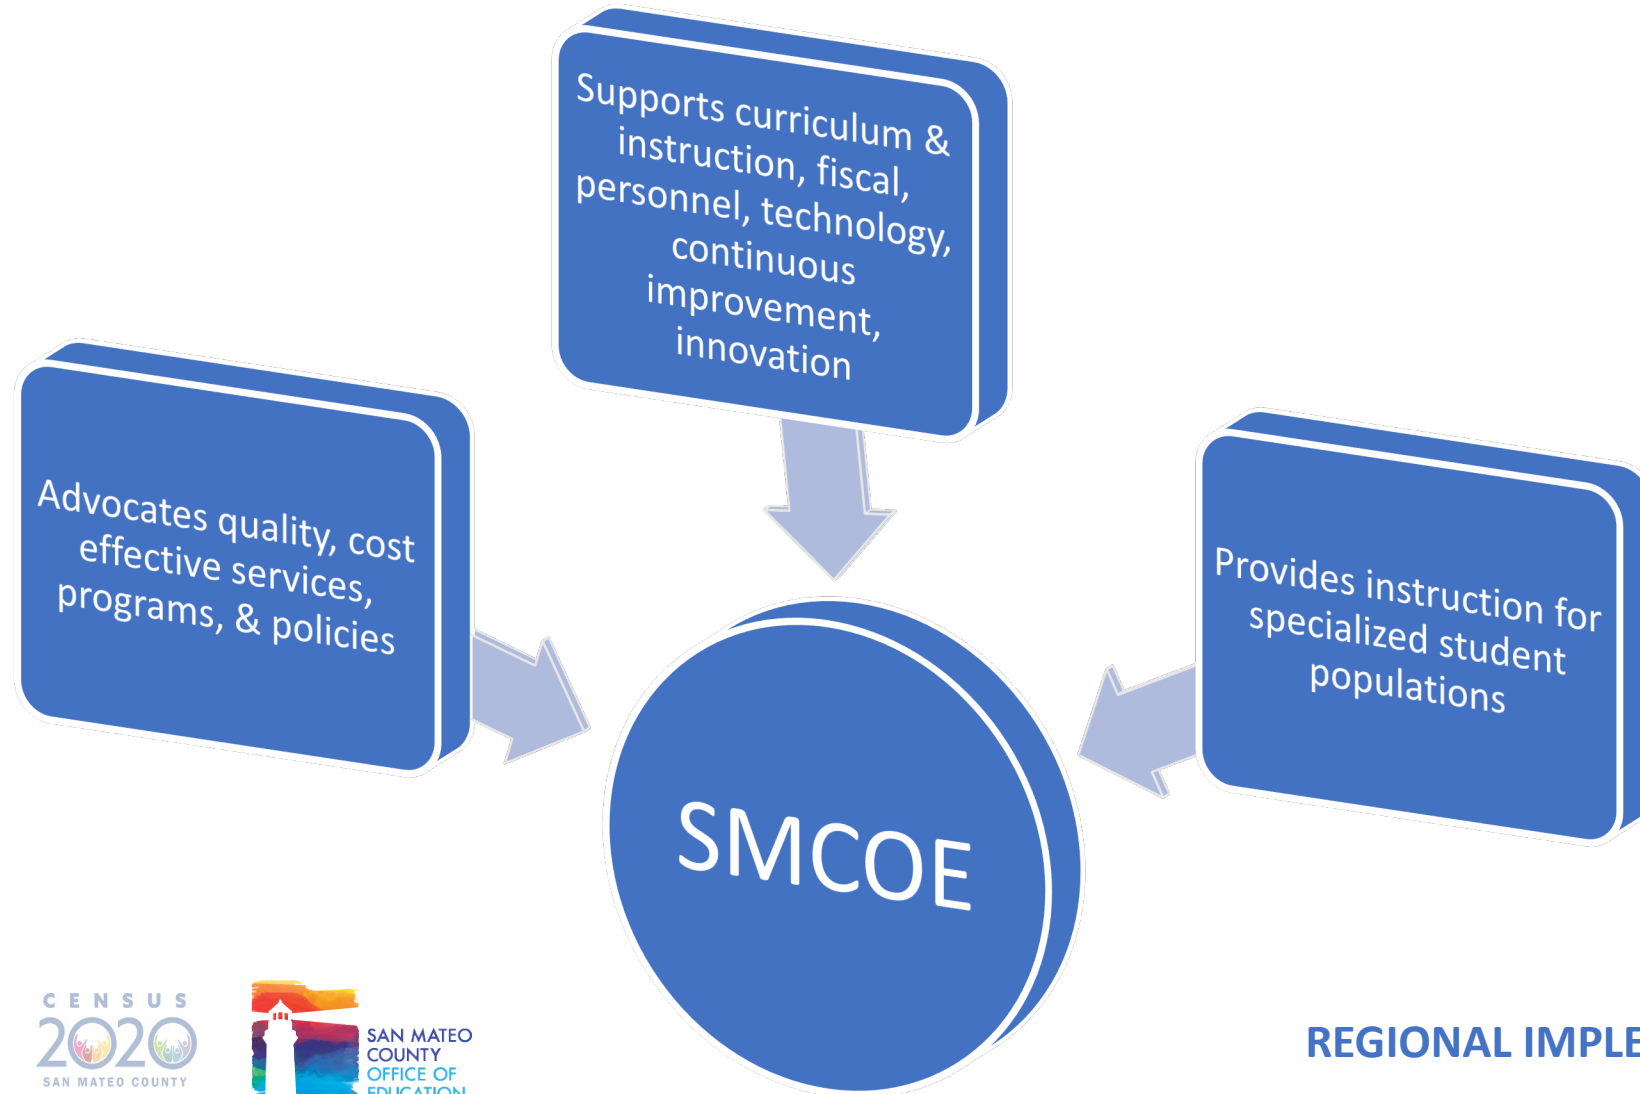 Supports curriculum &
instruction, fiscal,
personnel, technology,
continuous
improvement,
innovation
Advocates quality, cost
effective services,
programs, & policies
Provides instruction for
specialized student
populations
SMCOE
CENSUS
2020
SAN MATEO COUNTY
SAN MATEO
COUNTY
OFFICE OF
EDUCATION
REGIONAL IMPLE